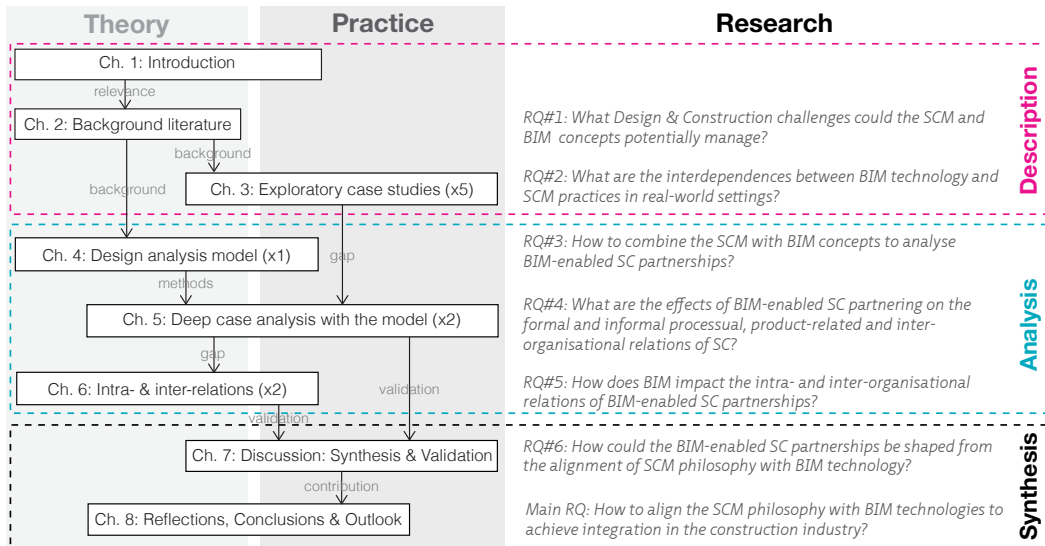 Theory
Practice
Research
Ch. 1: Introduction
relevance
Ch. 2: Background literature
RQ#1: What Design & Construction challenges could the SCM and
BIM concepts potentially manage?
background
background
Ch. 3: Exploratory case studies (x5)
RQ#2: What are the interdependences between BIM technology and
SCM practices in real-world settings?
Description
Ch. 4: Design analysis model (x1)
RQ#3: How to combine the SCM with BIM concepts to analyse
BIM-enabled SC partnerships?
gap
methods
Ch. 5: Deep case analysis with the model (x2)
RQ#4: What are the effects of BIM-enabled SC partnering on the
formal and informal processual, product-related and inter-
organisational relations of SC?
gap
Ch. 6: Intra- & inter-relations (x2)
validation
RQ#5: How does BIM impact the intra- and inter-organisational
relations of BIM-enabled SC partnerships?
Analysis
validation
Ch. 7: Discussion: Synthesis & Validation
RQ#6: How could the BIM-enabled SC partnerships be shaped from
the alignment of SCM philosophy with BIM technology?
contribution
Ch. 8: Reflections, Conclusions & Outlook
Main RQ: How to align the SCM philosophy with BIM technologies to
achieve integration in the construction industry?
Synthesis